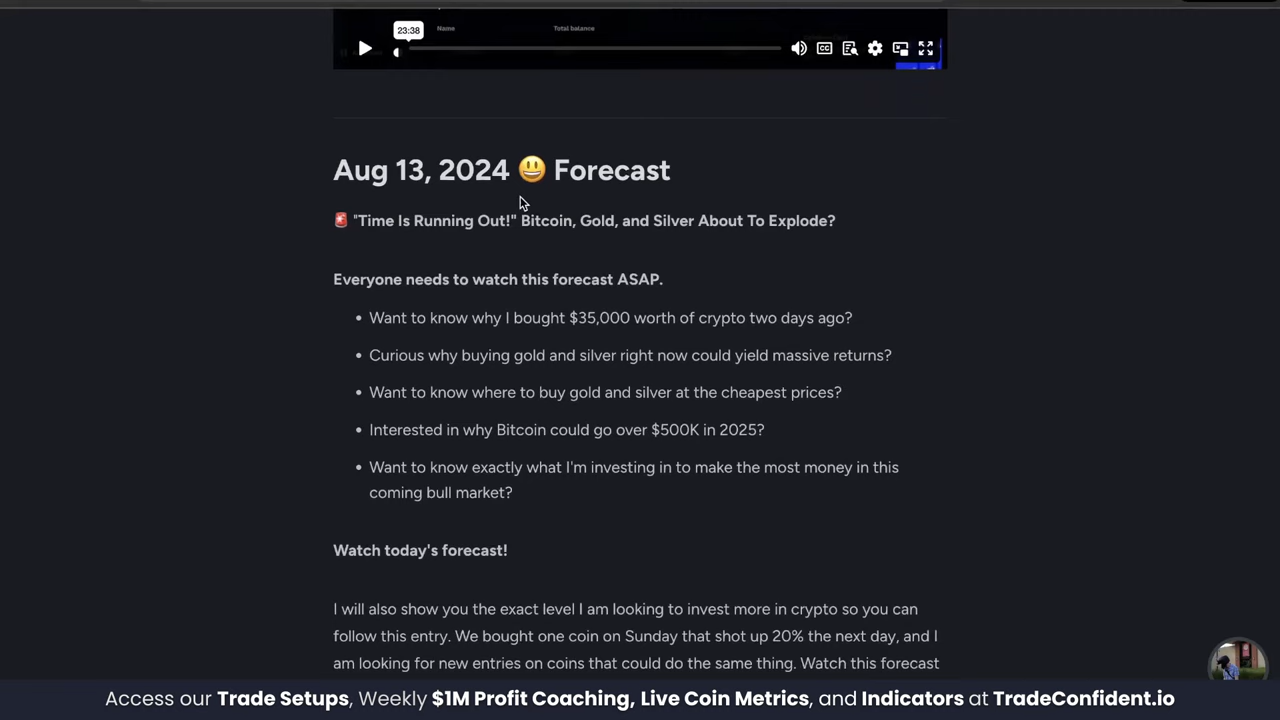 Name
Total balance
23:38
CC
Aug 13, 2024 😃 Forecast
🚨 "Time Is Running Out!" Bitcoin, Gold, and Silver About To Explode?
Everyone needs to watch this forecast ASAP.
• Want to know why I bought $35,000 worth of crypto two days ago?
• Curious why buying gold and silver right now could yield massive returns?
• Want to know where to buy gold and silver at the cheapest prices?
• Interested in why Bitcoin could go over $500K in 2025?
• Want to know exactly what I'm investing in to make the most money in this
coming bull market?
Watch today's forecast!
I will also show you the exact level I am looking to invest more in crypto so you can
follow this entry. We bought one coin on Sunday that shot up 20% the next day, and I
am looking for new entries on coins that could do the same thing. Watch this forecast
Access our Trade Setups, Weekly $1M Profit Coaching, Live Coin Metrics, and Indicators at TradeConfident.io